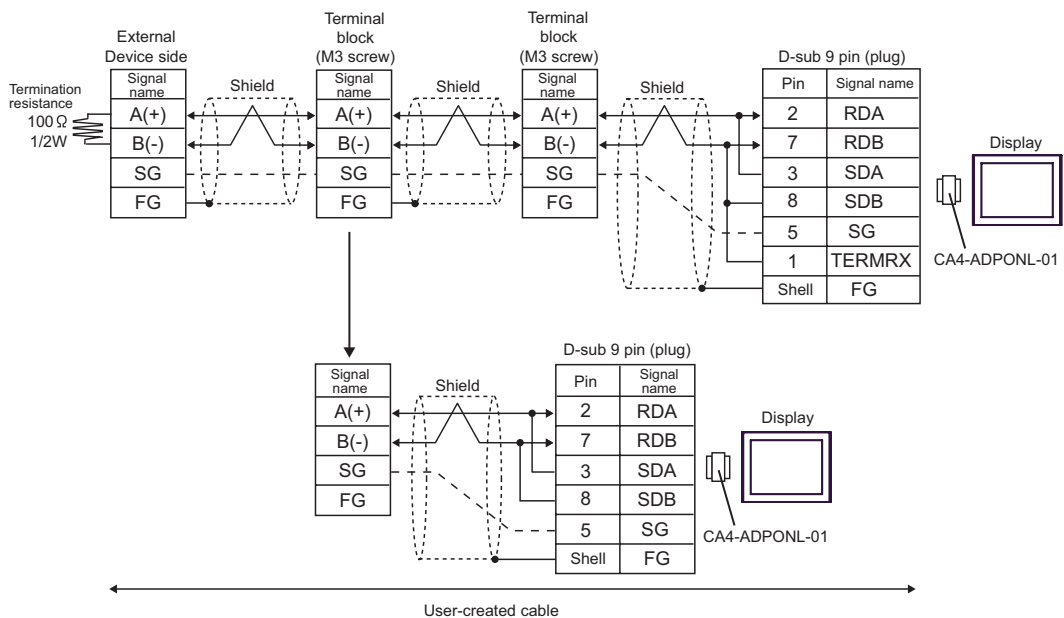 External
Device side
Terminal
block
(M3 screw)
Terminal
block
(M3 screw)
D-sub 9 pin (plug)
Termination
resistance
100 Ω
1/2W
Signal
name
A(+)
B(-)
SG
FG
Shield
Signal
name
A(+)
B(-)
SG
FG
Shield
Signal
name
A(+)
B(-)
SG
FG
Shield
Pin Signal name
2 RDA
7 RDB
3 SDA
8 SDB
5 SG
1 TERMRX
Shell FG
Display
CA4-ADPONL-01
Signal
name
A(+)
B(-)
SG
FG
Shield
D-sub 9 pin (plug)
Pin Signal
name
2 RDA
7 RDB
3 SDA
8 SDB
5 SG
Shell FG
Display
CA4-ADPONL-01
User-created cable